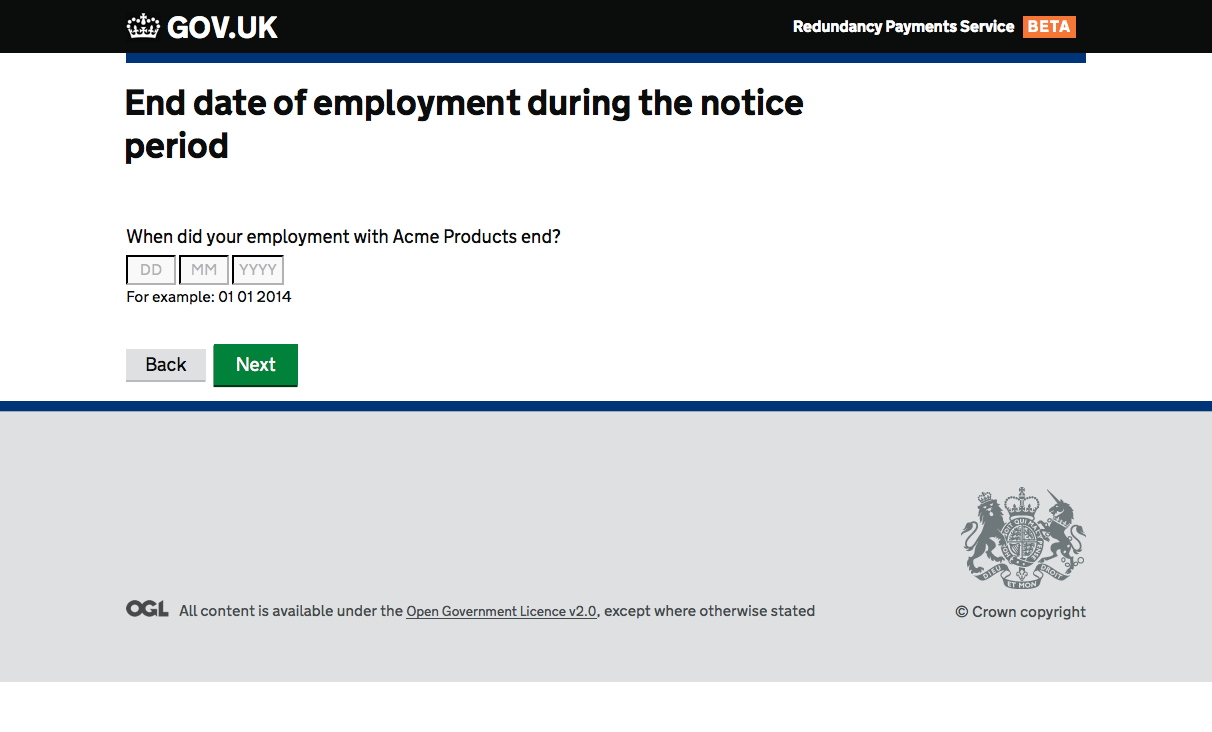 GOV.UK
Redundancy Payments Service BETA
End date of employment during the notice
period
When did your employment with Acme Products end?
DD MM YYYY
For example: 01 01 2014
Back Next
OGL All content is available under the Open Government Licence v2.0, except where otherwise stated
DIEU ET MON DROIT
© Crown copyright